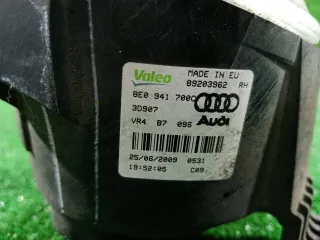 Valeo MADE IN EU
89203962 RH
8E0 941 700C
3D907
VR4 B7 09S Audi
25/06/2009 0531
19:52:05 C09